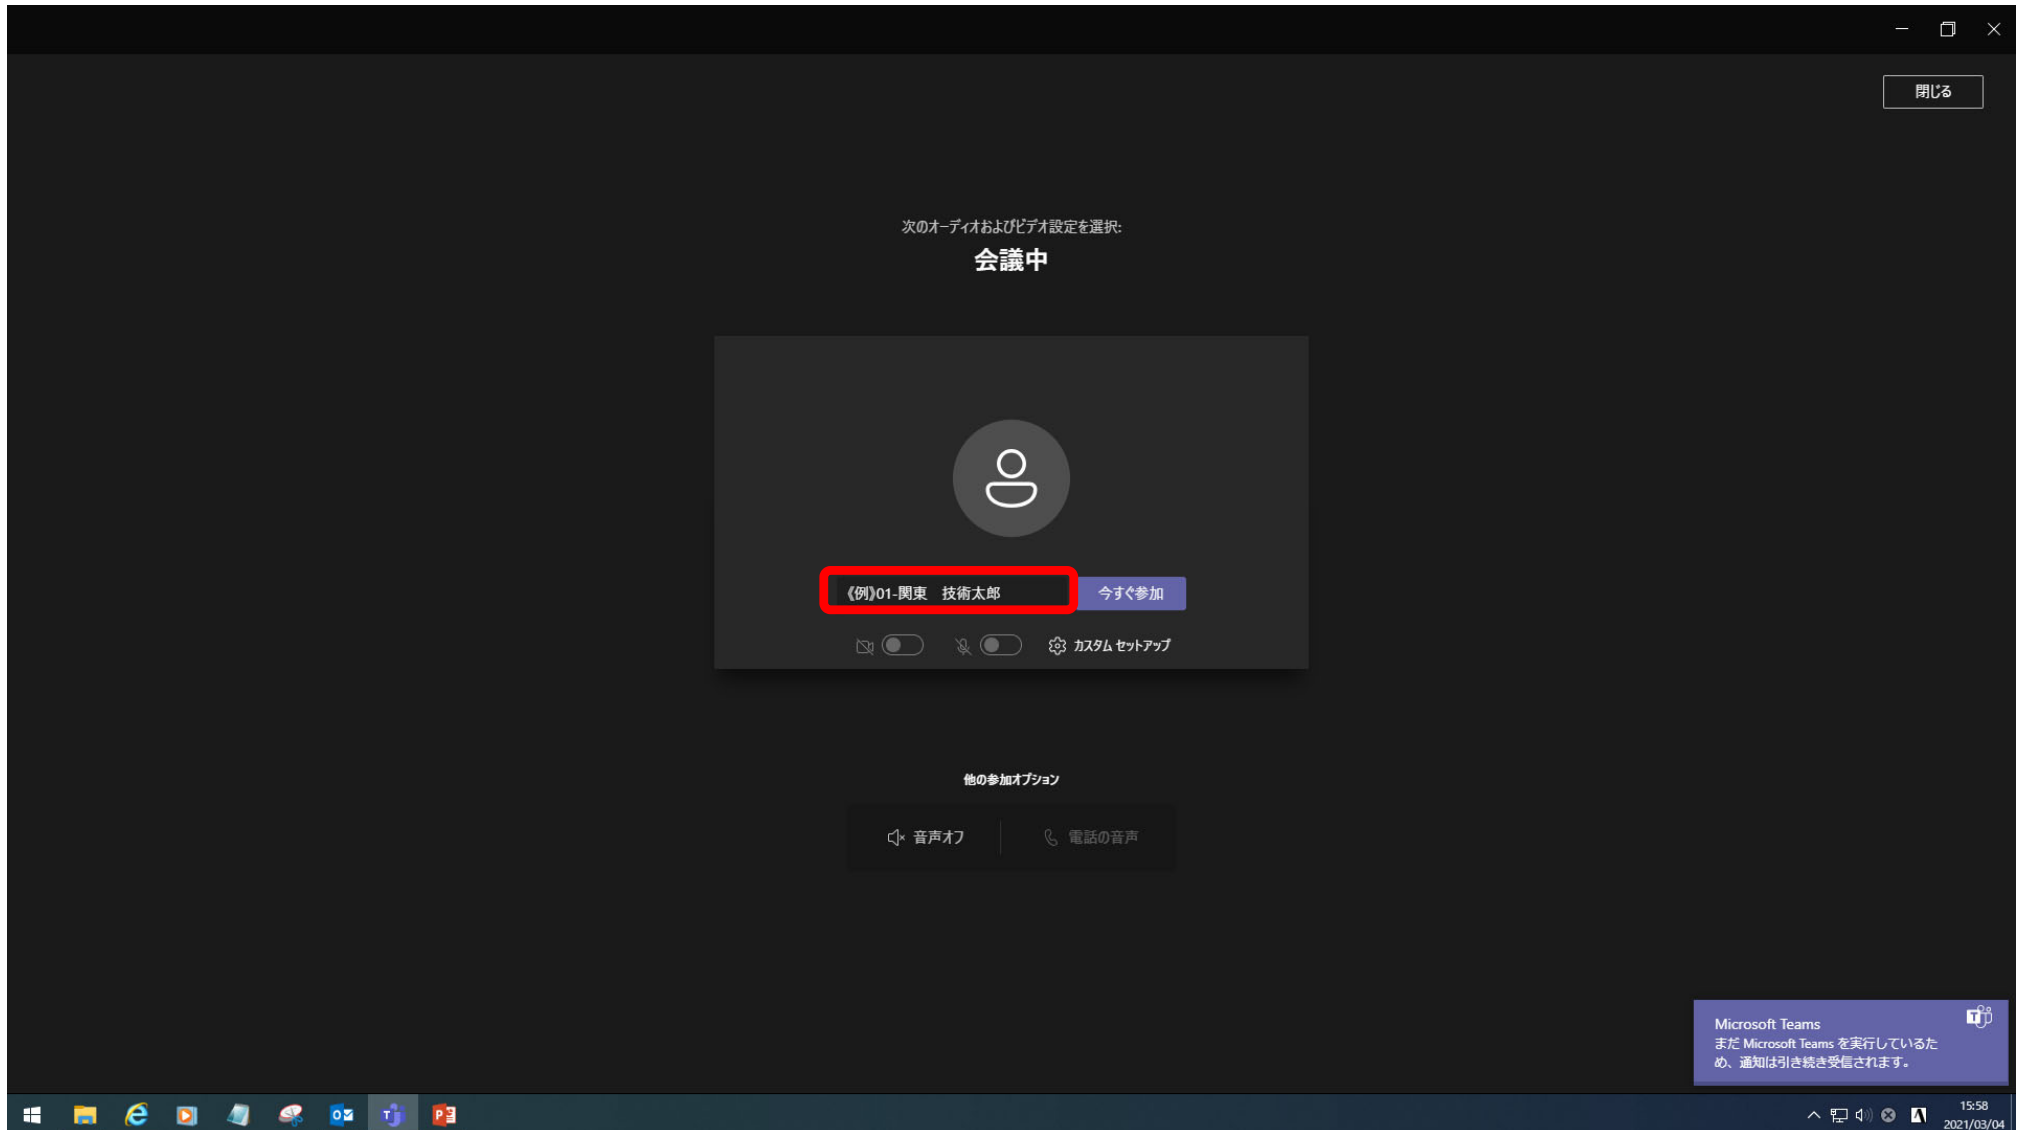 閉じる
次のオーディオおよびビデオ設定を選択:
会議中
《例》01-関東　技術太郎
今すぐ参加
カスタム セットアップ
他の参加オプション
音声オフ
電話の音声
Microsoft Teams
まだ Microsoft Teams を実行しているた
め、通知は引き続き受信されます。
15:58
2021/03/04